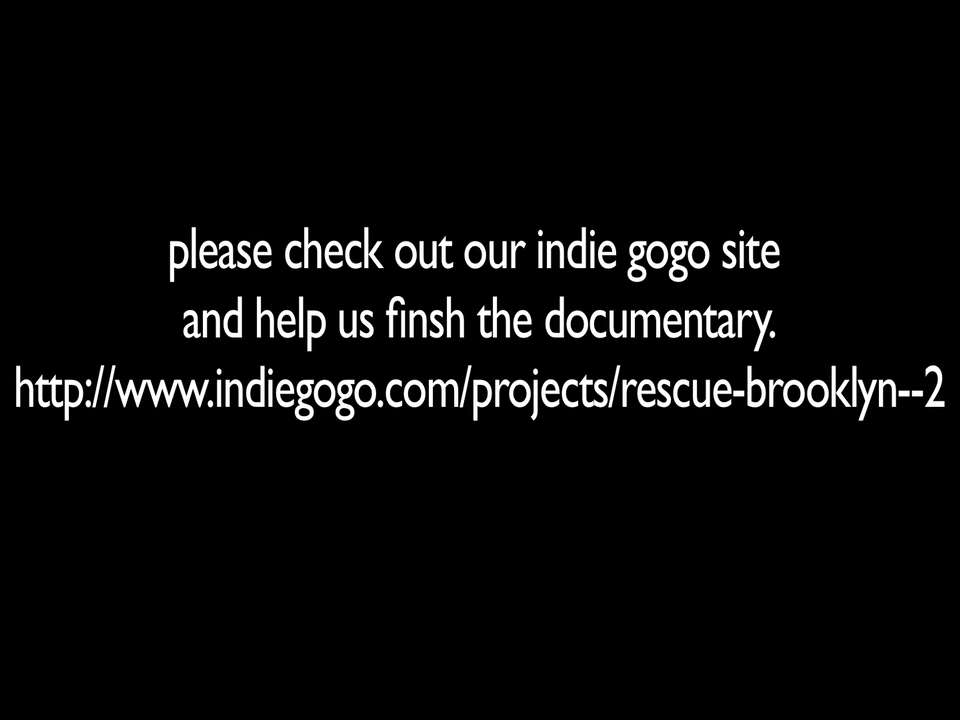 please check out our indie gogo site
and help us finsh the documentary.
http://www.indiegogo.com/projects/rescue-brooklyn--2